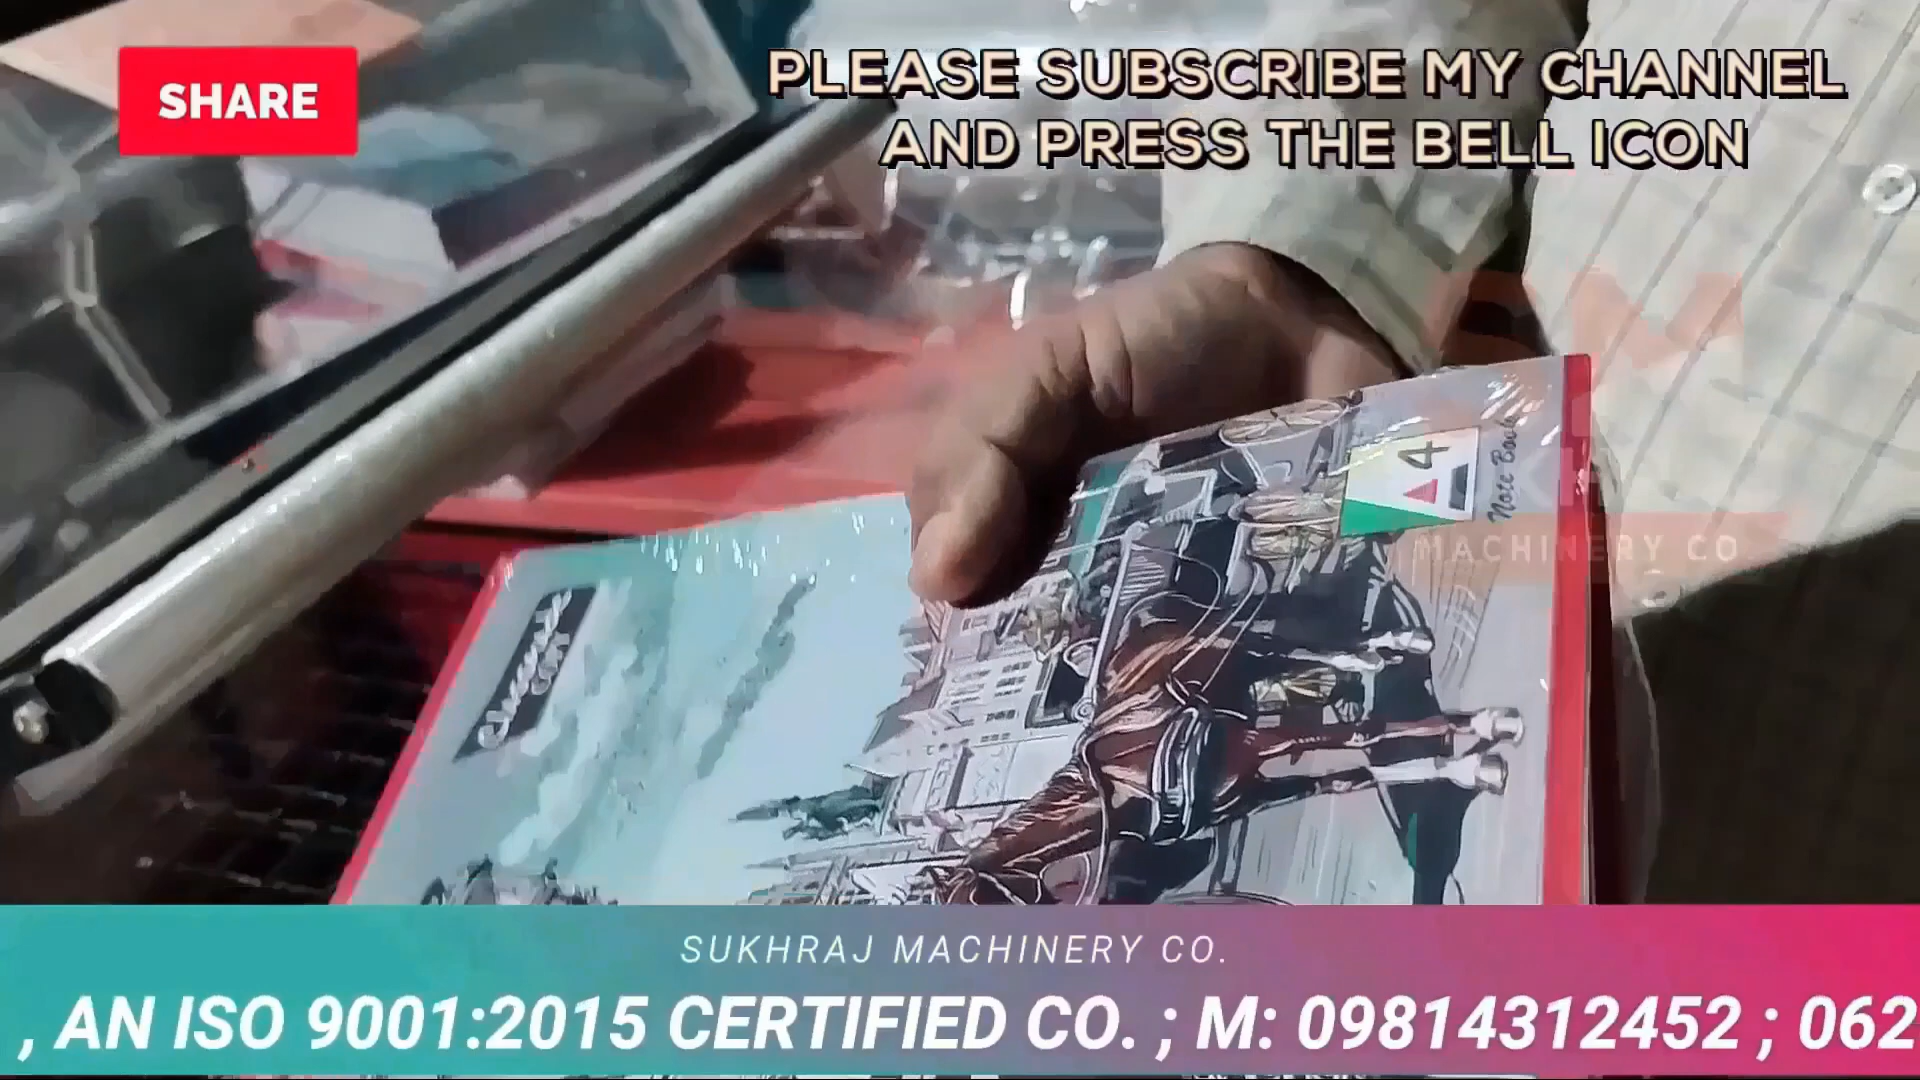 SHARE
PLEASE SUBSCRIBE MY CHANNEL
AND PRESS THE BELL ICON
A4
Note Book
MACHINERY CO
SUKHRAJ MACHINERY CO.
, AN ISO 9001:2015 CERTIFIED CO. ; M: 09814312452 ; 062